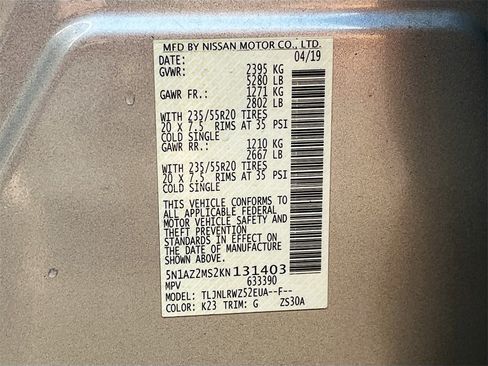 MFD BY NISSAN MOTOR CO., LTD.
DATE: 04/19
GVWR: 2395 KG
5280 LB
GAWR FR.: 1271 KG
2802 LB
WITH 235/55R20 TIRES
20 X 7.5 RIMS AT 35 PSI
COLD SINGLE
GAWR RR.: 1210 KG
2667 LB
WITH 235/55R20 TIRES
20 X 7.5 RIMS AT 35 PSI
COLD SINGLE
THIS VEHICLE CONFORMS TO
ALL APPLICABLE FEDERAL
MOTOR VEHICLE SAFETY
AND THEFT PREVENTION
STANDARDS IN EFFECT ON
THE DATE OF MANUFACTURE
SHOWN ABOVE.
5N1AZ2MS2KN131403
MPV 633390
MODEL: TLJNLRWZ52EUA--F--
COLOR: K23 TRIM: G ZS30A